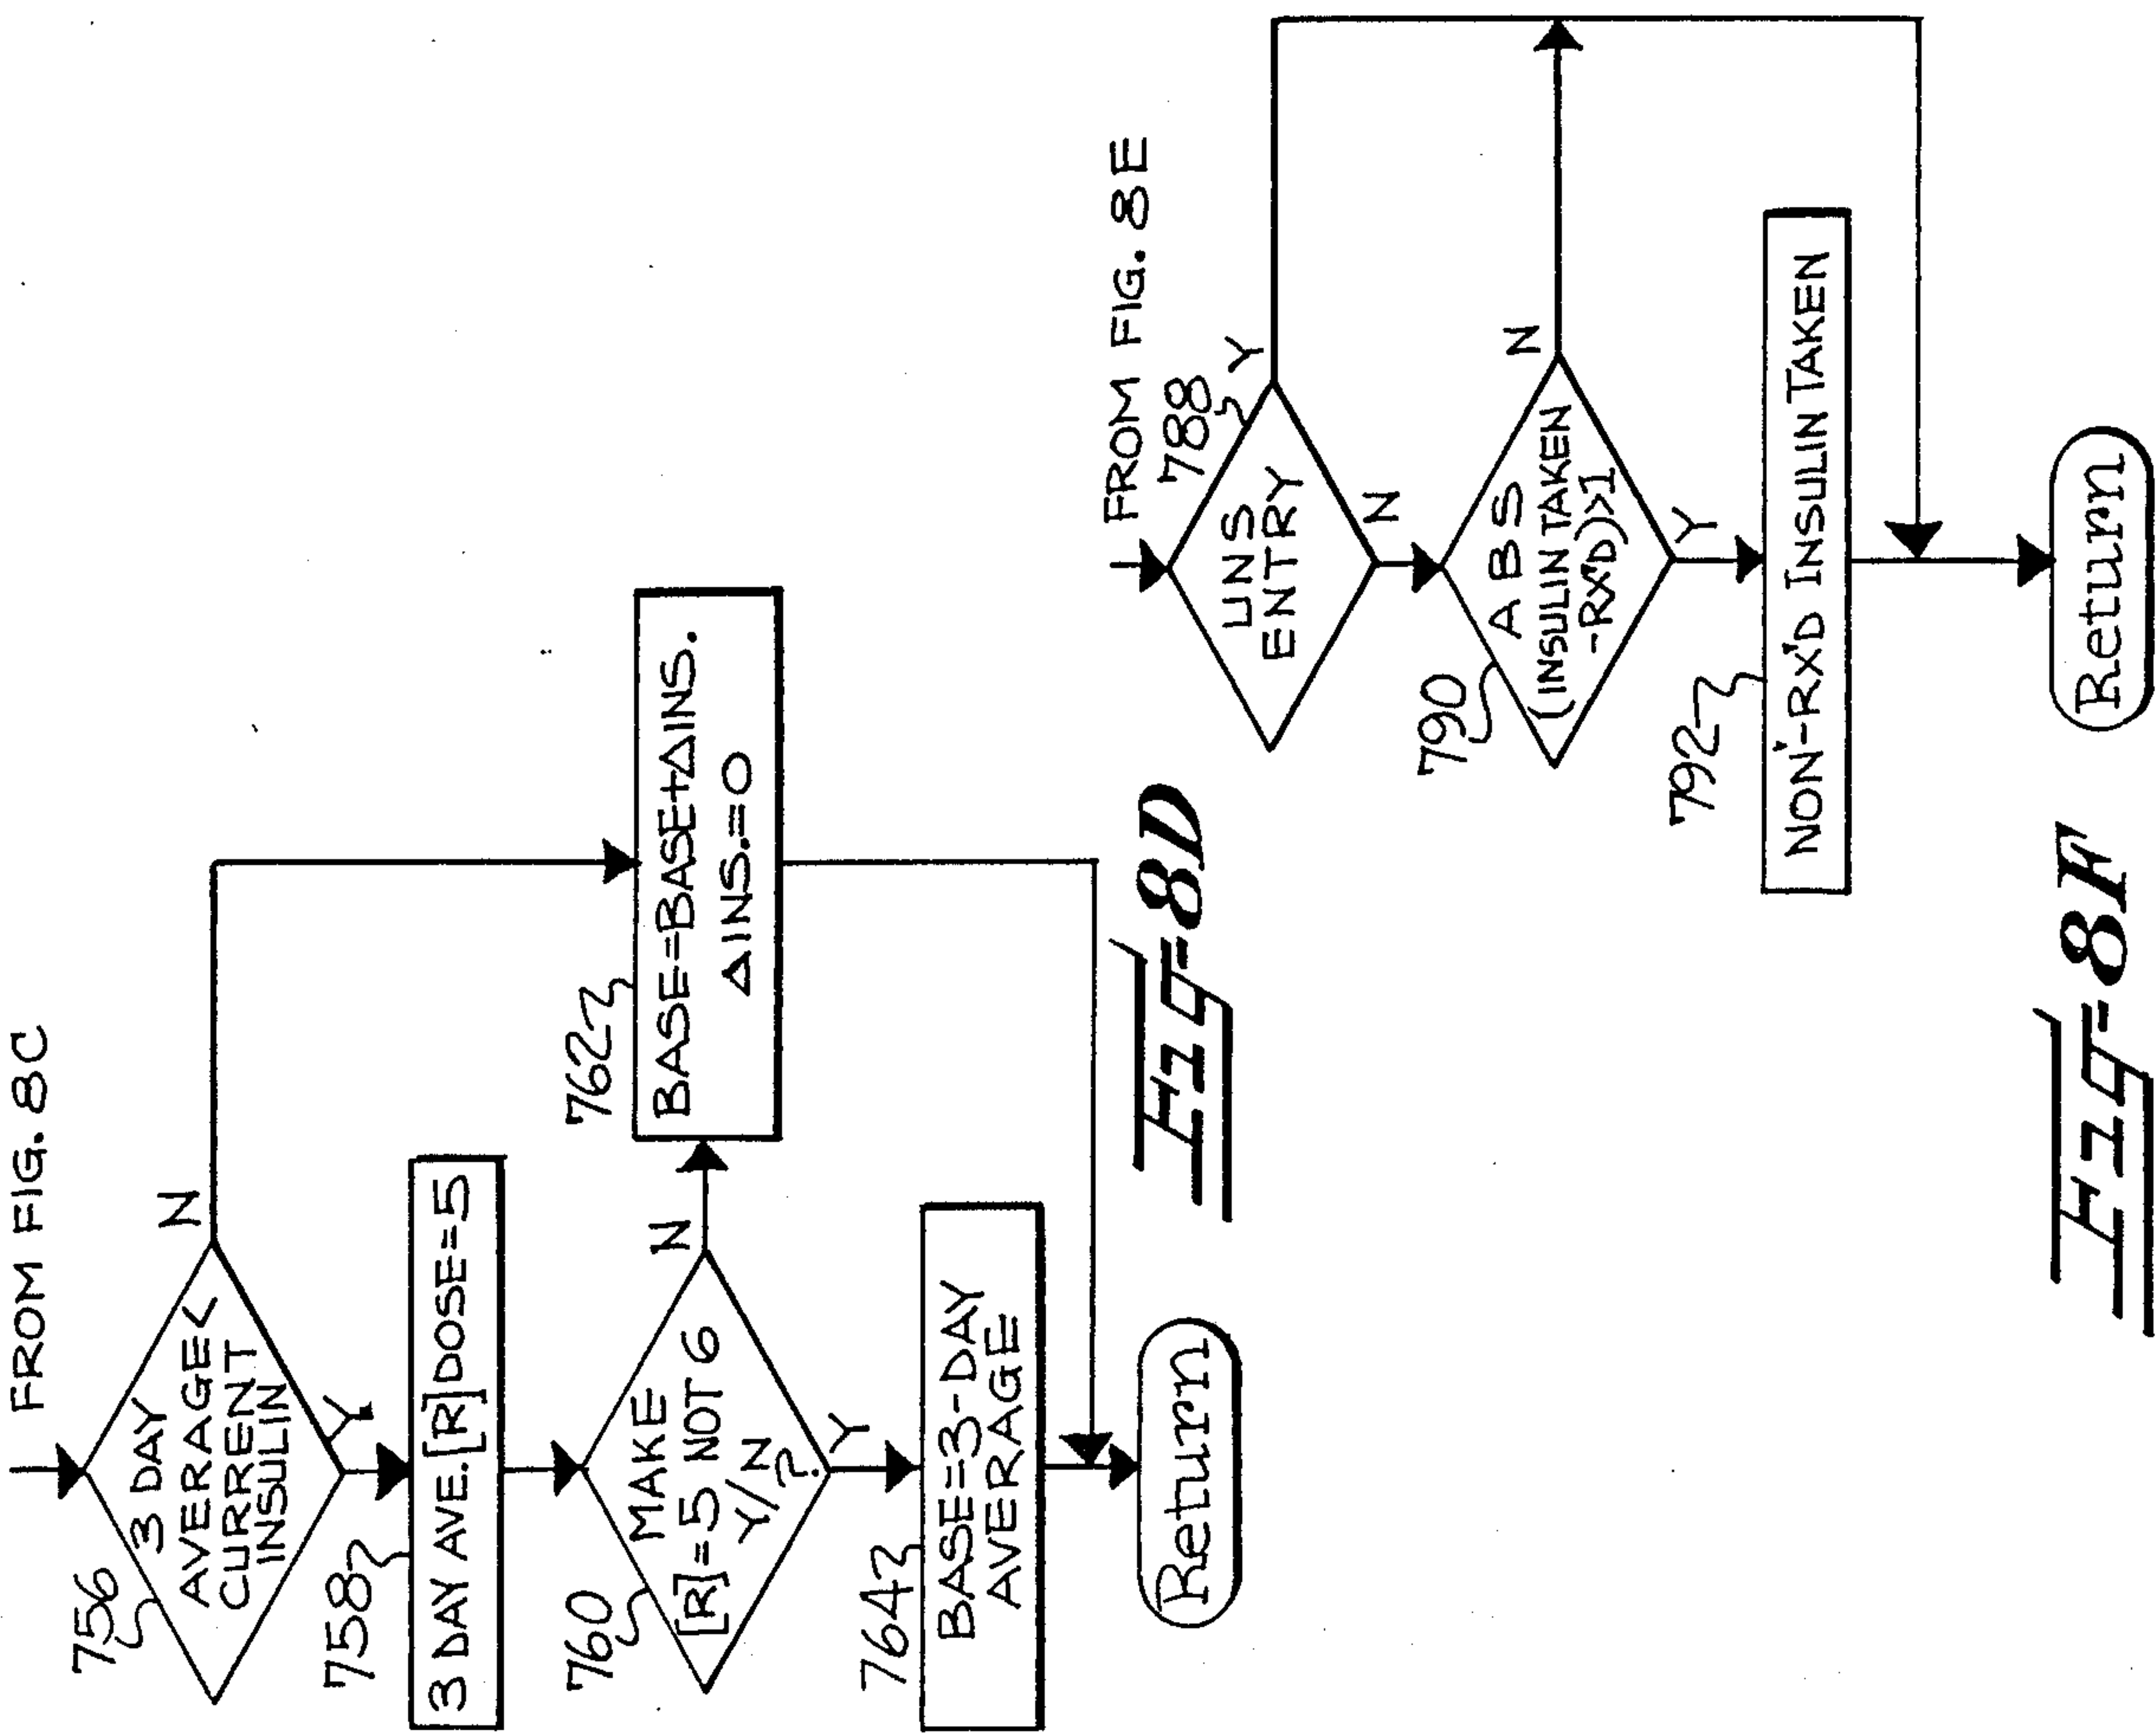 FROM FIG. 8C
756
3 DAY
AVERAGE <
CURRENT
INSULIN
N
Y
758
3 DAY AVE. [R] DOSE=5
760
MAKE
[R]=5 NOT 6
Y/N
?
N
Y
762
BASE=BASE+ΔINS.
ΔINS.=0
764
BASE=3-DAY
AVERAGE
Return
Fig-8D
FROM FIG. 8E
788
UNS
ENTRY
Y
N
790
ABS
(INSULIN TAKEN
-RX'D)>1
N
Y
792
NON-RX'D INSULIN TAKEN
Return
Fig-8F